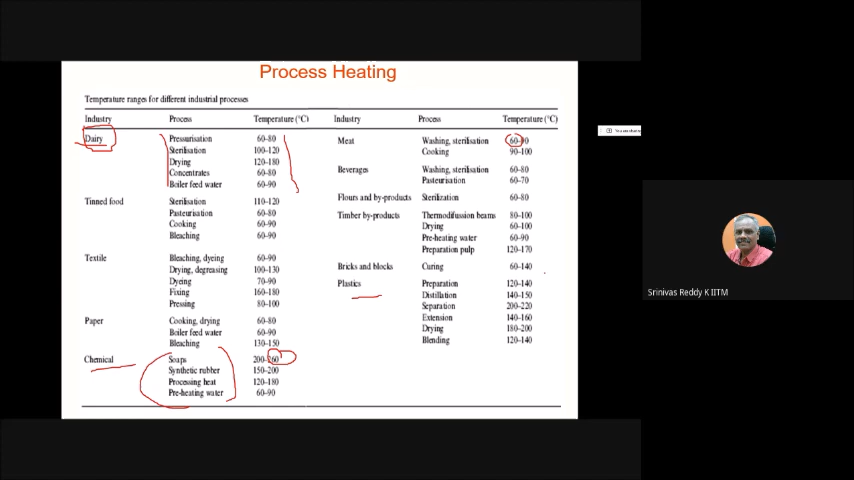 Process Heating
Temperature ranges for different industrial processes
Industry Process Temperature (°C)
Dairy Pressurisation 60-80
Sterilisation 100-120
Drying 120-180
Concentrates 60-80
Boiler feed water 60-90
Tinned food Sterilisation 110-120
Pasteurisation 60-80
Cooking 60-90
Bleaching 60-90
Textile Bleaching, dyeing 60-90
Drying, degreasing 100-130
Dyeing 70-90
Fixing 160-180
Pressing 80-100
Paper Cooking, drying 60-80
Boiler feed water 60-90
Bleaching 130-150
Chemical Soaps 200-260
Synthetic rubber 150-200
Processing heat 120-180
Pre-heating water 60-90
Industry Process Temperature (°C)
Meat Washing, sterilisation 60-90
Cooking 90-100
Beverages Washing, sterilisation 60-80
Pasteurisation 60-70
Flours and by-products Sterilization 60-80
Timber by-products Thermodifussion beams 80-100
Drying 60-100
Pre-heating water 60-90
Preparation pulp 120-170
Bricks and blocks Curing 60-140
Plastics Preparation 120-140
Distillation 140-150
Separation 200-220
Extension 140-160
Drying 180-200
Blending 120-140
Srinivas Reddy K IITM